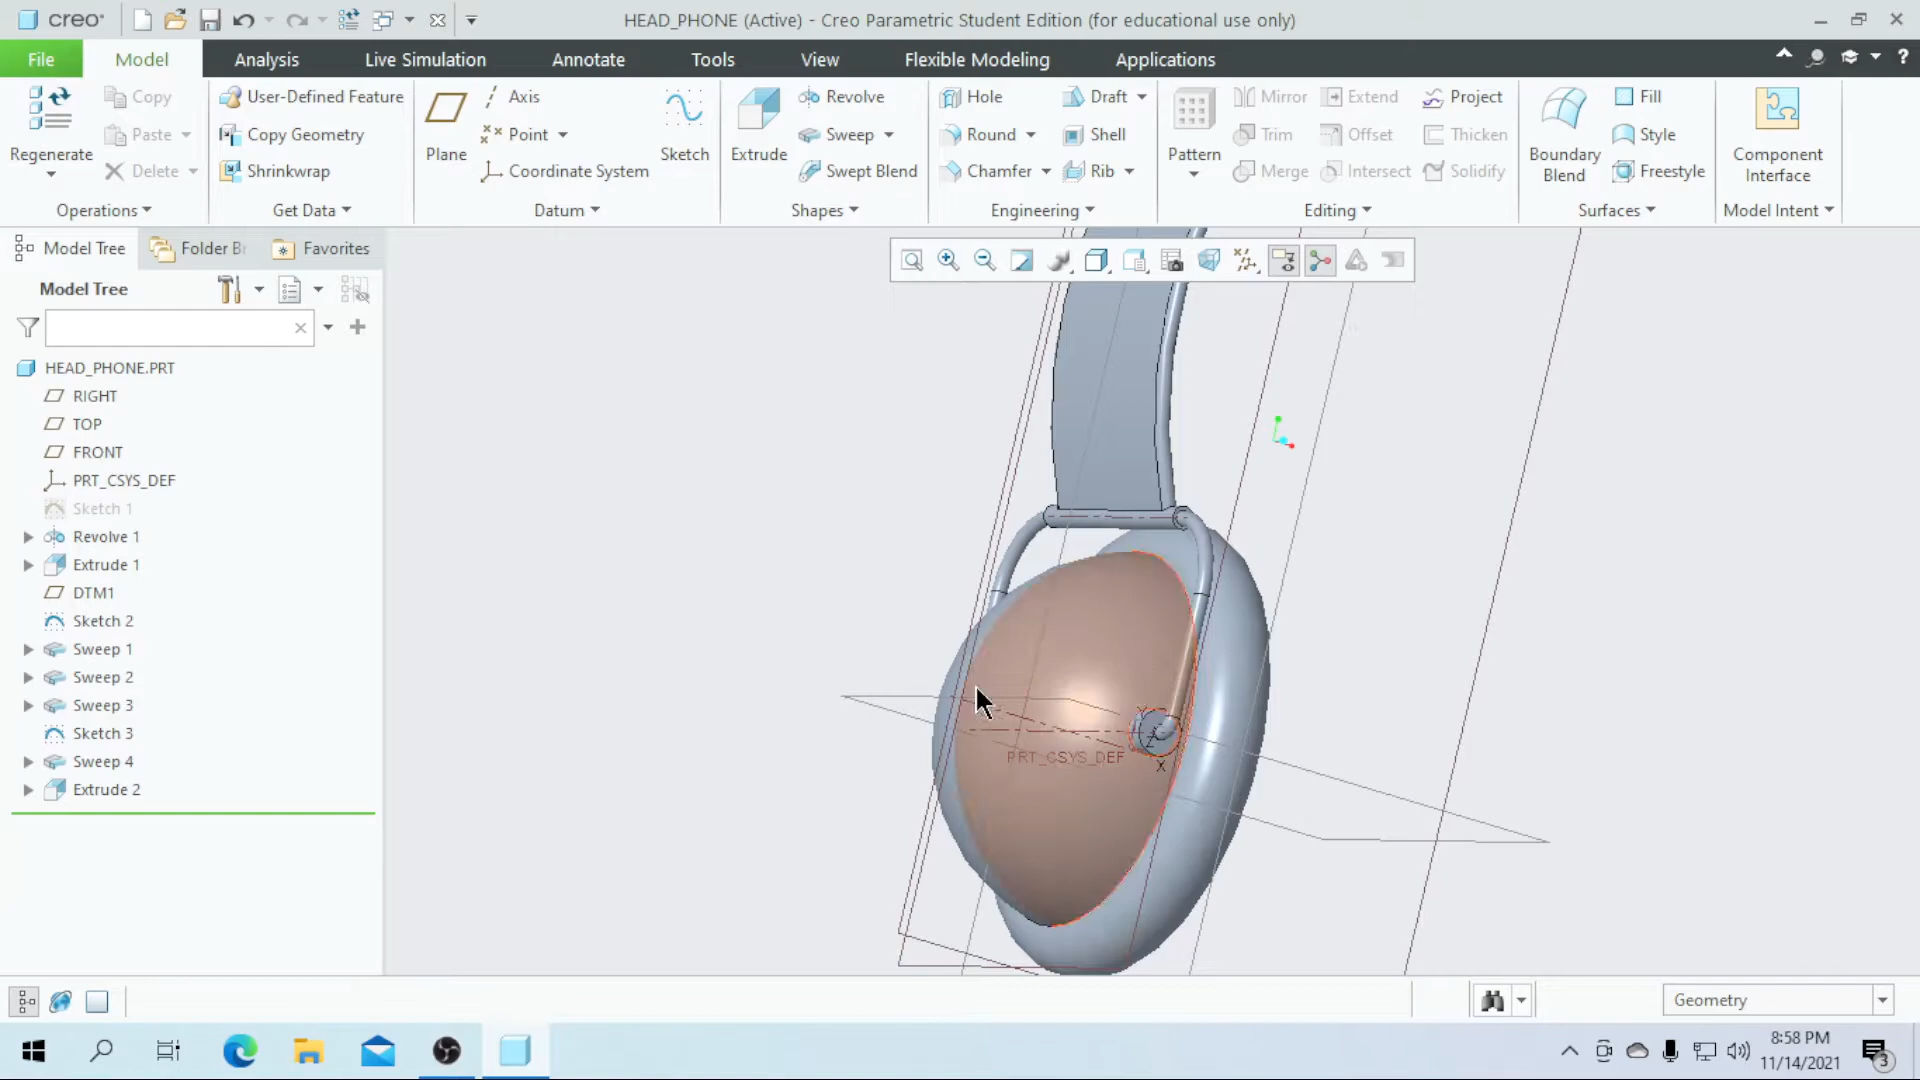 creo
HEAD_PHONE (Active) - Creo Parametric Student Edition (for educational use only)
File Model Analysis Live Simulation Annotate Tools View Flexible Modeling Applications
Regenerate
Copy
Paste
Delete
Operations
User-Defined Feature
Copy Geometry
Shrinkwrap
Get Data
Plane
Axis
Point
Coordinate System
Sketch
Datum
Extrude
Revolve
Sweep
Swept Blend
Shapes
Hole
Round
Chamfer
Draft
Shell
Rib
Engineering
Pattern
Mirror
Trim
Merge
Extend
Offset
Intersect
Project
Thicken
Solidify
Editing
Boundary
Blend
Fill
Style
Freestyle
Surfaces
Component
Interface
Model Intent
Model Tree Folder Br Favorites
Model Tree
HEAD_PHONE.PRT
RIGHT
TOP
FRONT
PRT_CSYS_DEF
Sketch 1
Revolve 1
Extrude 1
DTM1
Sketch 2
Sweep 1
Sweep 2
Sweep 3
Sketch 3
Sweep 4
Extrude 2
PRT_CSYS_DEF
X
Geometry
8:58 PM
11/14/2021
3